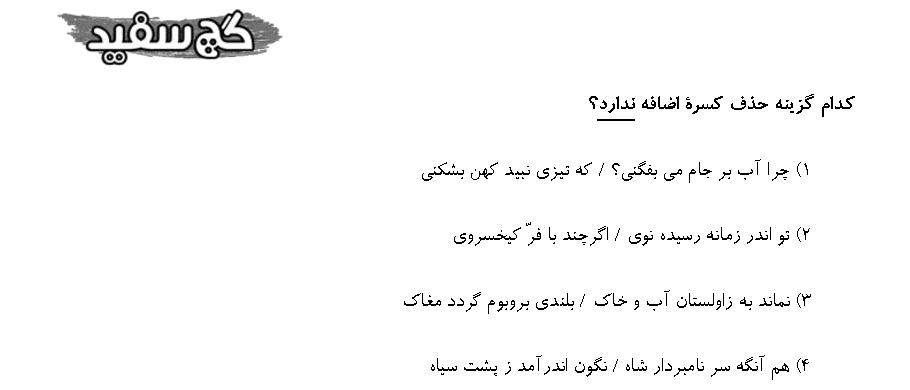 گچ سفید
کدام گزینه حذف کسرهٔ اضافه ندارد؟
۱) چرا آب بر جام می بفگنی؟ / که تیزی نبید کهن بشکنی
۲) تو اندر زمانه رسیده نوی / اگرچند با فرّ کیخسروی
۳) نماند به زاولستان آب و خاک / بلندی بروبوم گردد مغاک
۴) هم آنگه سر نامبردار شاه / نگون اندرآمد ز پشت سیاه